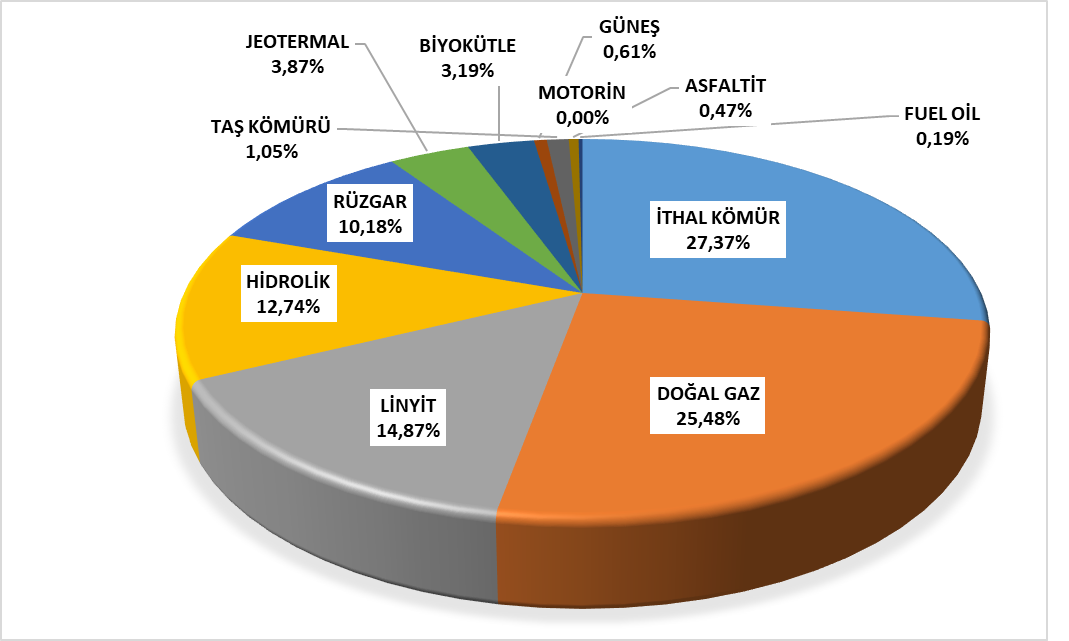 GÜNEŞ
0,61%
JEOTERMAL
3,87%
BİYOKÜTLE
3,19%
MOTORİN
0,00%
ASFALTİT
0,47%
FUEL OİL
0,19%
TAŞ KÖMÜRÜ
1,05%
RÜZGAR
10,18%
İTHAL KÖMÜR
27,37%
HİDROLİK
12,74%
LİNYİT
14,87%
DOĞAL GAZ
25,48%